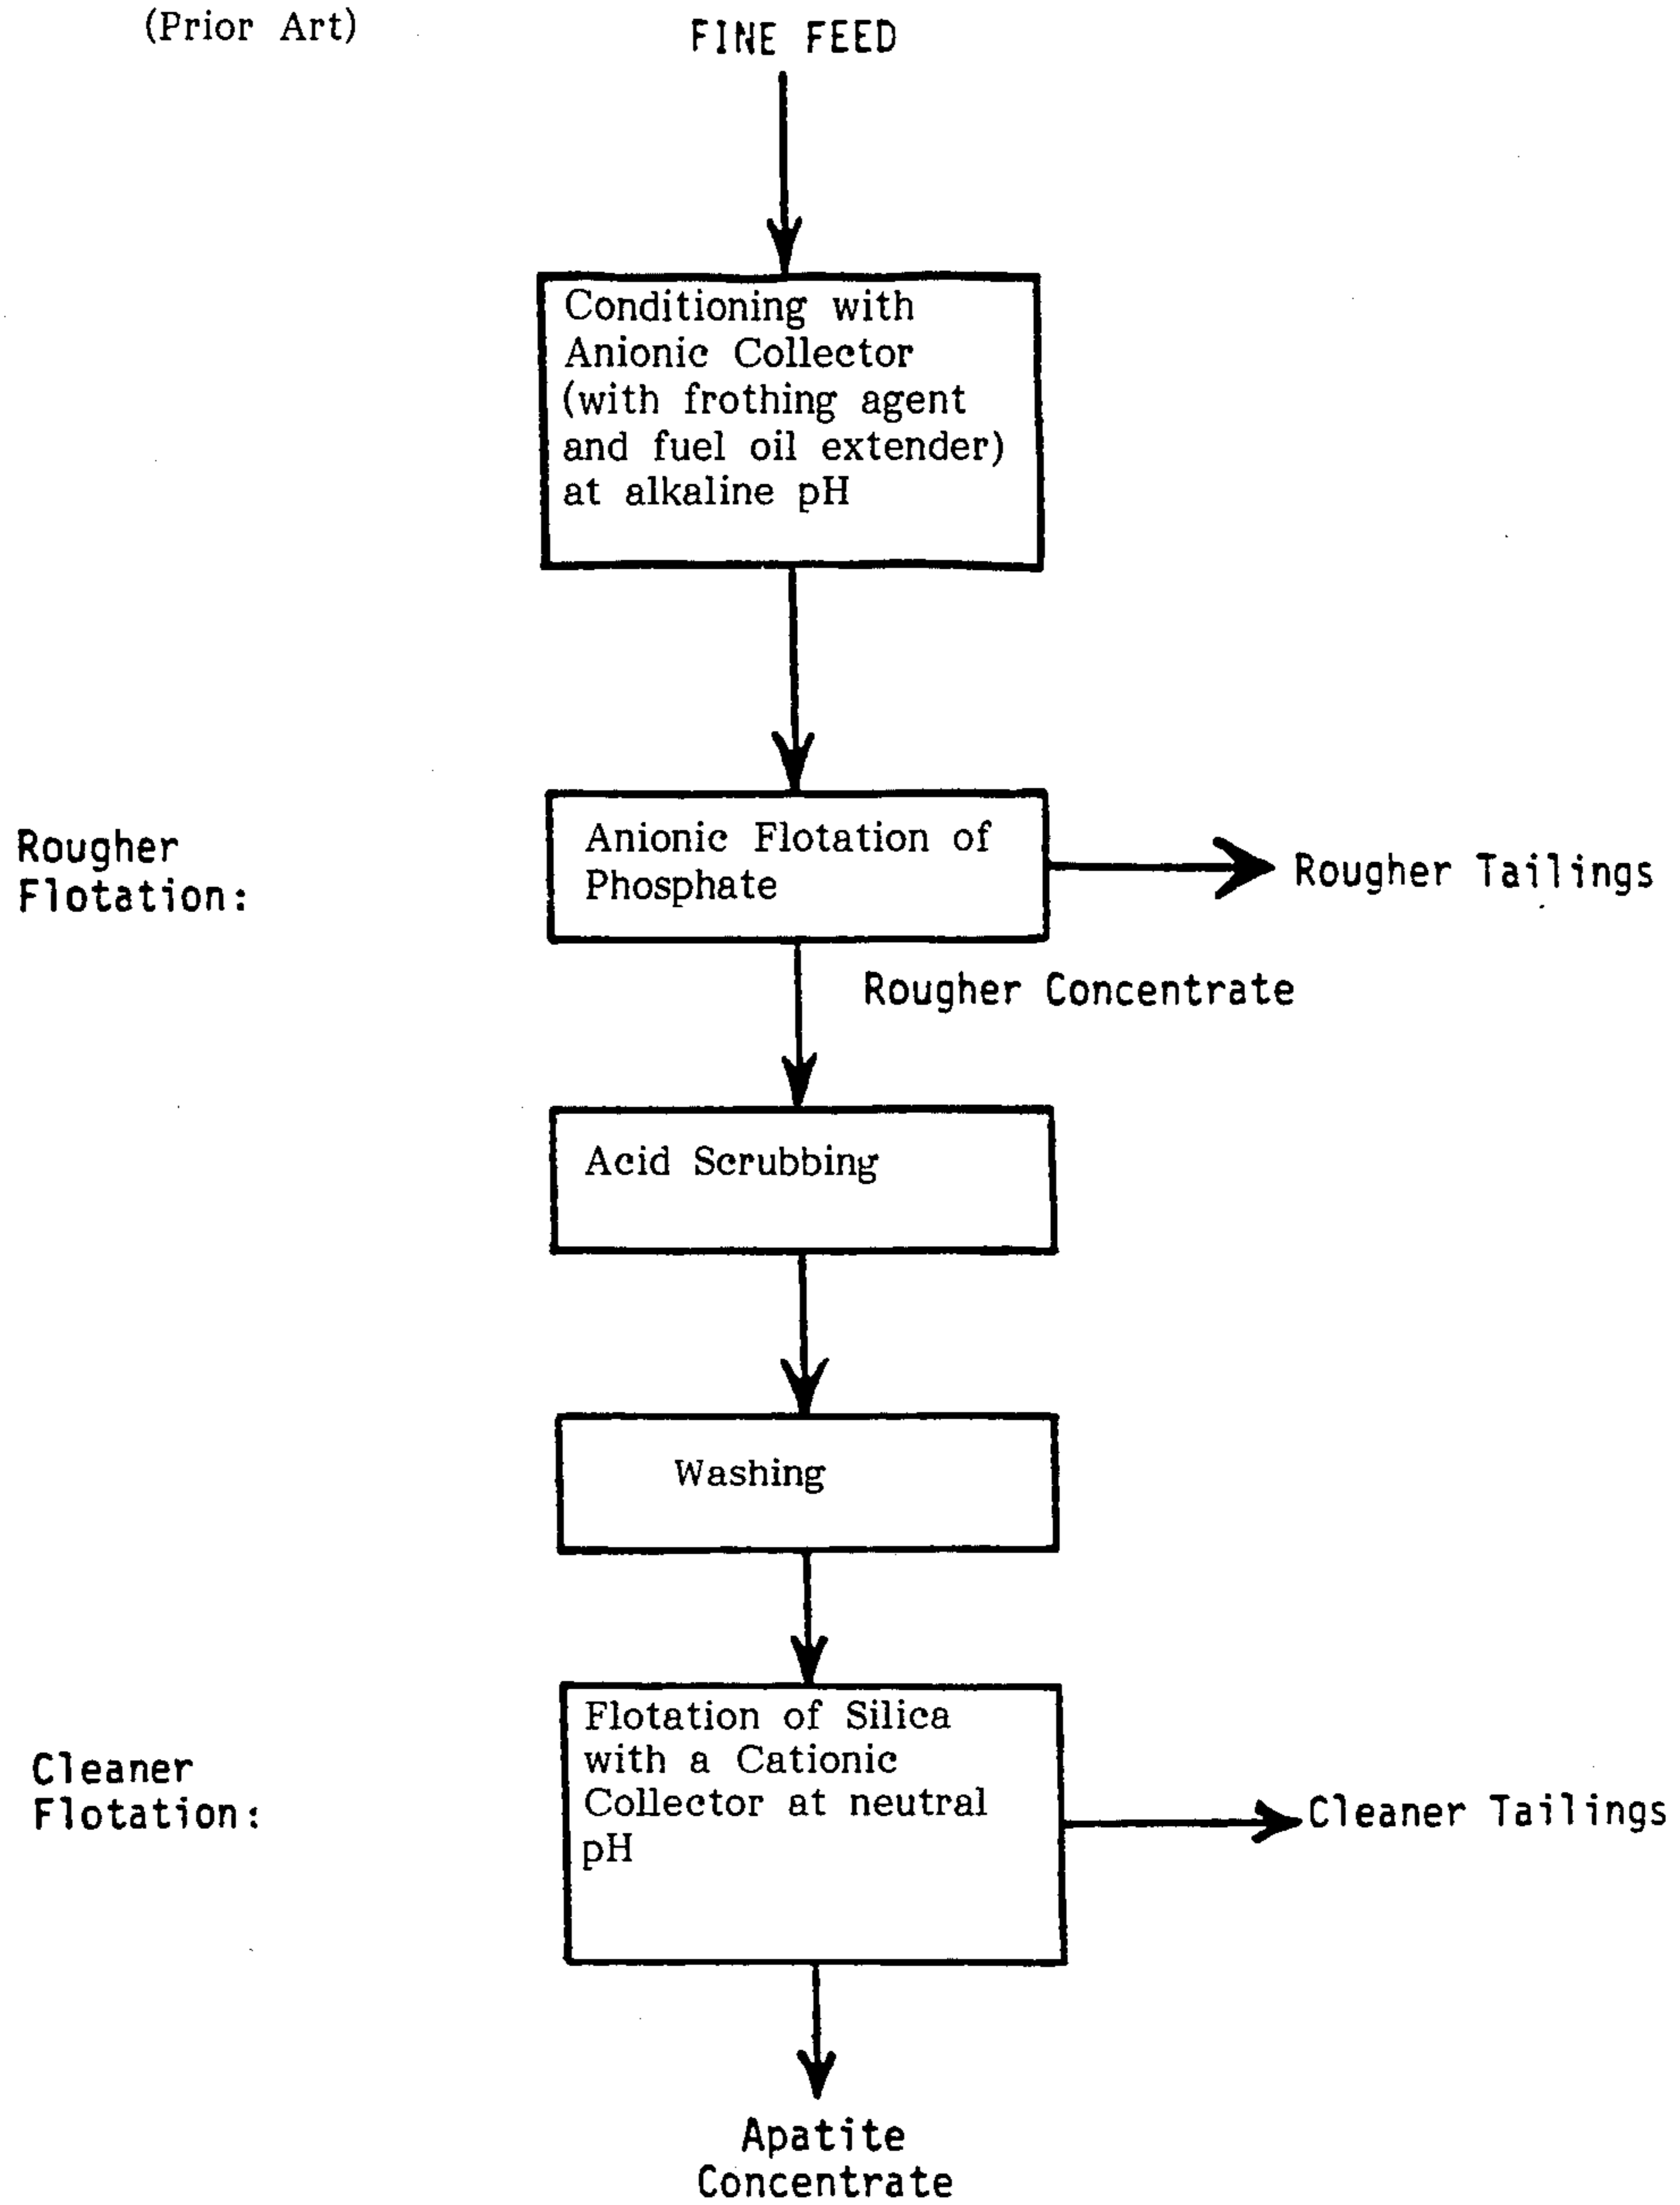 (Prior Art)
FINE FEED
Conditioning with
Anionic Collector
(with frothing agent
and fuel oil extender)
at alkaline pH
Rougher
Flotation:
Anionic Flotation of
Phosphate
Rougher Tailings
Rougher Concentrate
Acid Scrubbing
Washing
Cleaner
Flotation:
Flotation of Silica
with a Cationic
Collector at neutral
pH
Cleaner Tailings
Apatite
Concentrate